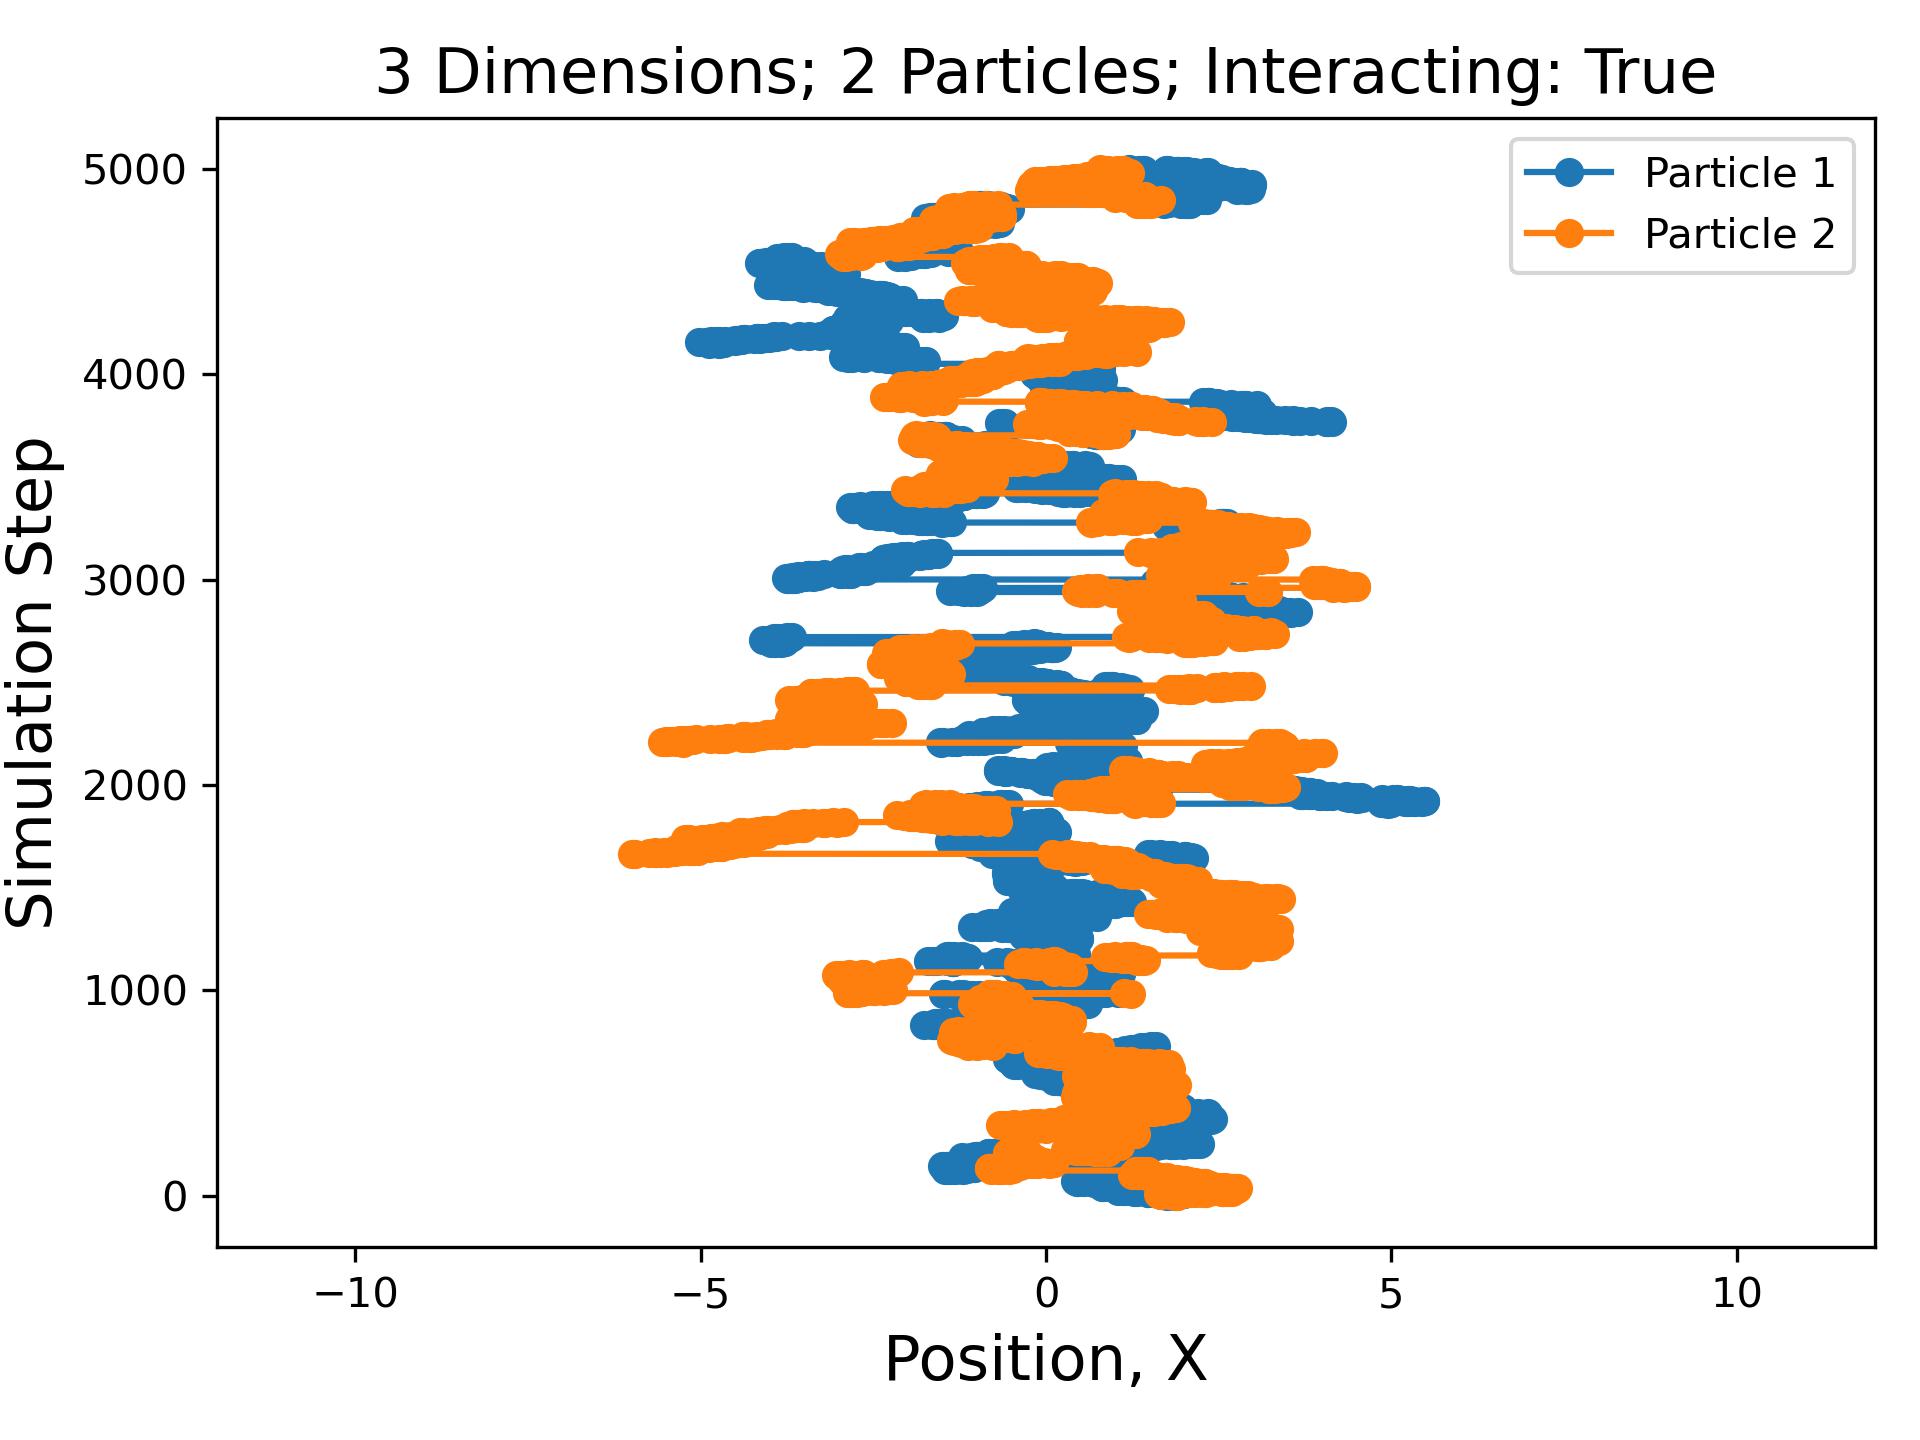 3 Dimensions; 2 Particles; Interacting: True
Particle 1
Particle 2
Simulation Step
5000
4000
3000
2000
1000
0
−10
−5
0
5
10
Position, X